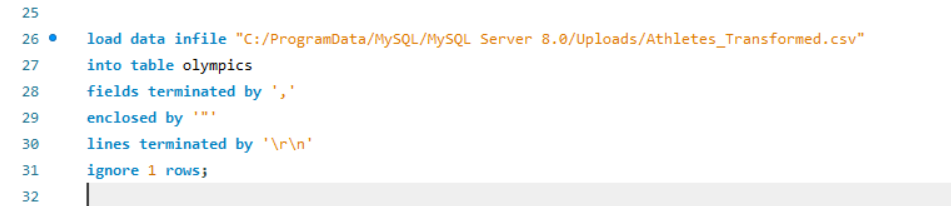 25
26 load data infile "C:/ProgramData/MySQL/MySQL Server 8.0/Uploads/Athletes_Transformed.csv"
27 into table olympics
28 fields terminated by ','
29 enclosed by '"'
30 lines terminated by '\r\n'
31 ignore 1 rows;
32